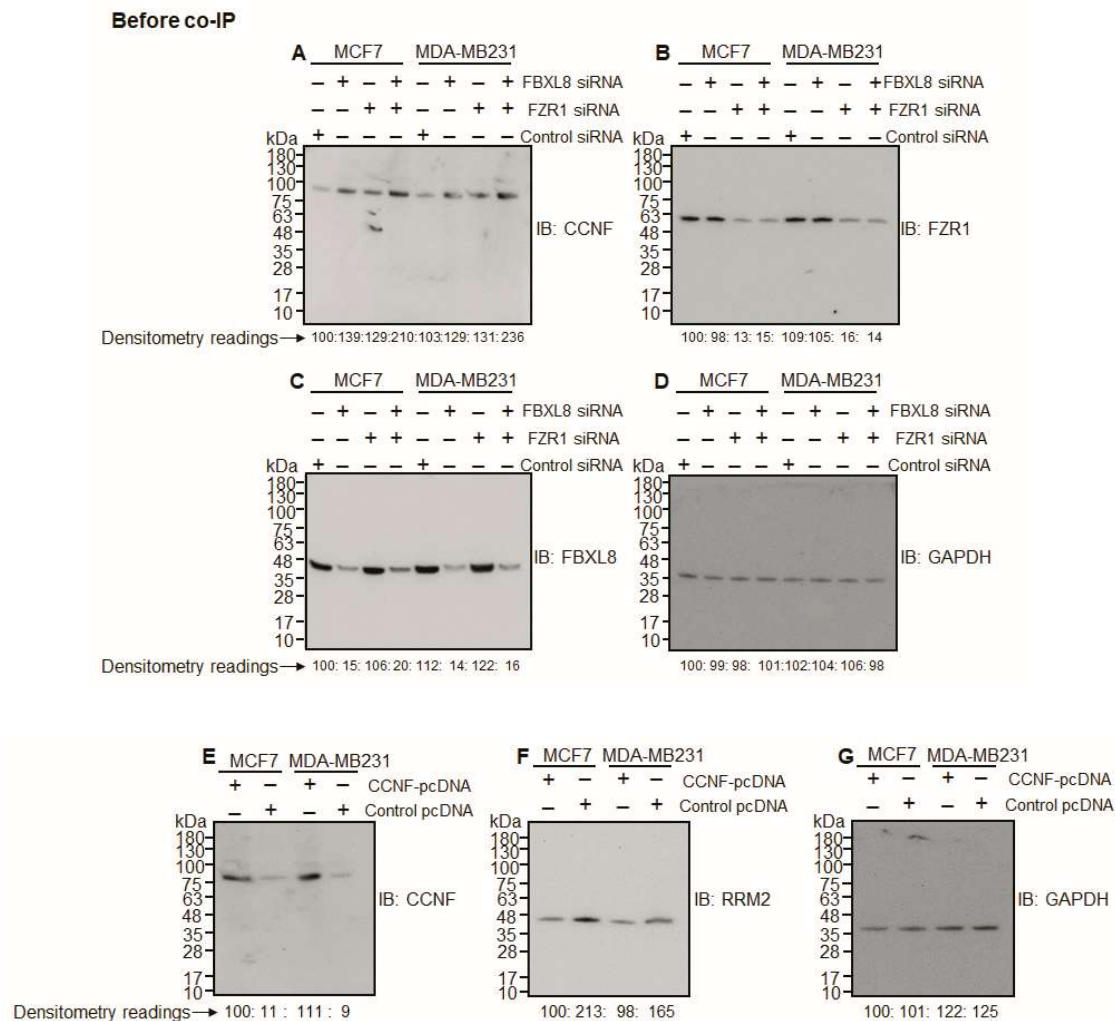 Before co-IP
A MCF7 MDA-MB231
– + – + – + – + FBXL8 siRNA
– – + + – – + + FZR1 siRNA
+ – – – + – – – Control siRNA
kDa
180
130
100
75
63
48
35
28
17
10
IB: CCNF
Densitometry readings→ 100:139:129:210:103:129:131:236
B MCF7 MDA-MB231
– + – + – + – + FBXL8 siRNA
– – + + – – + + FZR1 siRNA
+ – – – + – – – Control siRNA
kDa
180
130
100
75
63
48
35
28
17
10
IB: FZR1
100: 98: 13: 15: 109:105: 16: 14
C MCF7 MDA-MB231
– + – + – + – + FBXL8 siRNA
– – + + – – + + FZR1 siRNA
+ – – – + – – – Control siRNA
kDa
180
130
100
75
63
48
35
28
17
10
IB: FBXL8
Densitometry readings→ 100: 15: 106: 20: 112: 14: 122: 16
D MCF7 MDA-MB231
– + – + – + – + FBXL8 siRNA
– – + + – – + + FZR1 siRNA
+ – – – + – – – Control siRNA
kDa
180
130
100
75
63
48
35
28
17
10
IB: GAPDH
100: 99: 98: 101:102: 104: 106: 98
E MCF7 MDA-MB231
+ – + – CCNF-pcDNA
– + – + Control pcDNA
kDa
180
130
100
75
63
48
35
28
17
10
IB: CCNF
Densitometry readings→ 100: 11 : 111 : 9
F MCF7 MDA-MB231
+ – + – CCNF-pcDNA
– + – + Control pcDNA
kDa
180
130
100
75
63
48
35
28
17
10
IB: RRM2
100: 213: 98: 165
G MCF7 MDA-MB231
+ – + – CCNF-pcDNA
– + – + Control pcDNA
kDa
180
130
100
75
63
48
35
28
17
10
IB: GAPDH
100: 101: 122: 125